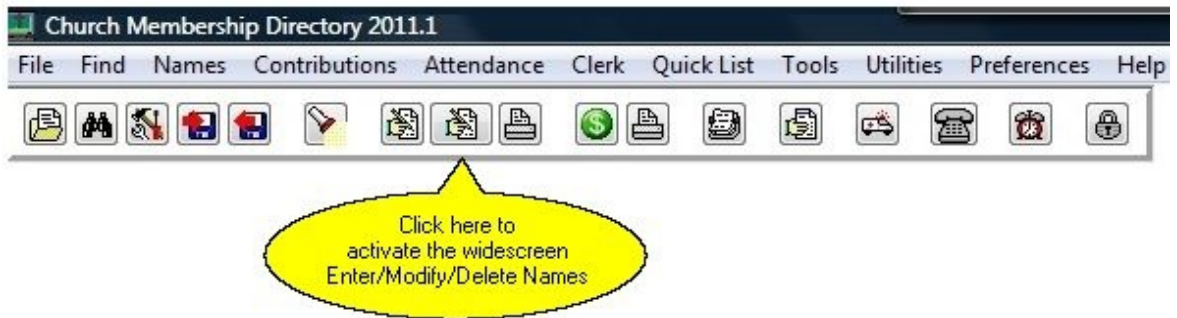 Church Membership Directory 2011.1
File Find Names Contributions Attendance Clerk Quick List Tools Utilities Preferences Help
Click here to
activate the widescreen
Enter/Modify/Delete Names